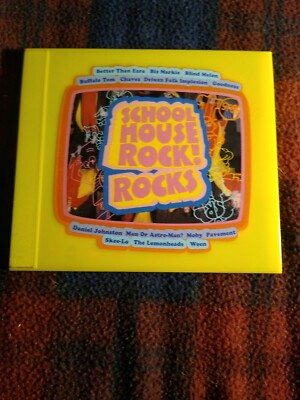 Better Than Ezra Biz Markie Blind Melon
Buffalo Tom Chavez Deluxe Folk Implosion Goodness
SCHOOL
HOUSE
ROCK!
ROCKS
Daniel Johnston Man Or Astro-Man? Moby Pavement
Skee-Lo The Lemonheads Ween